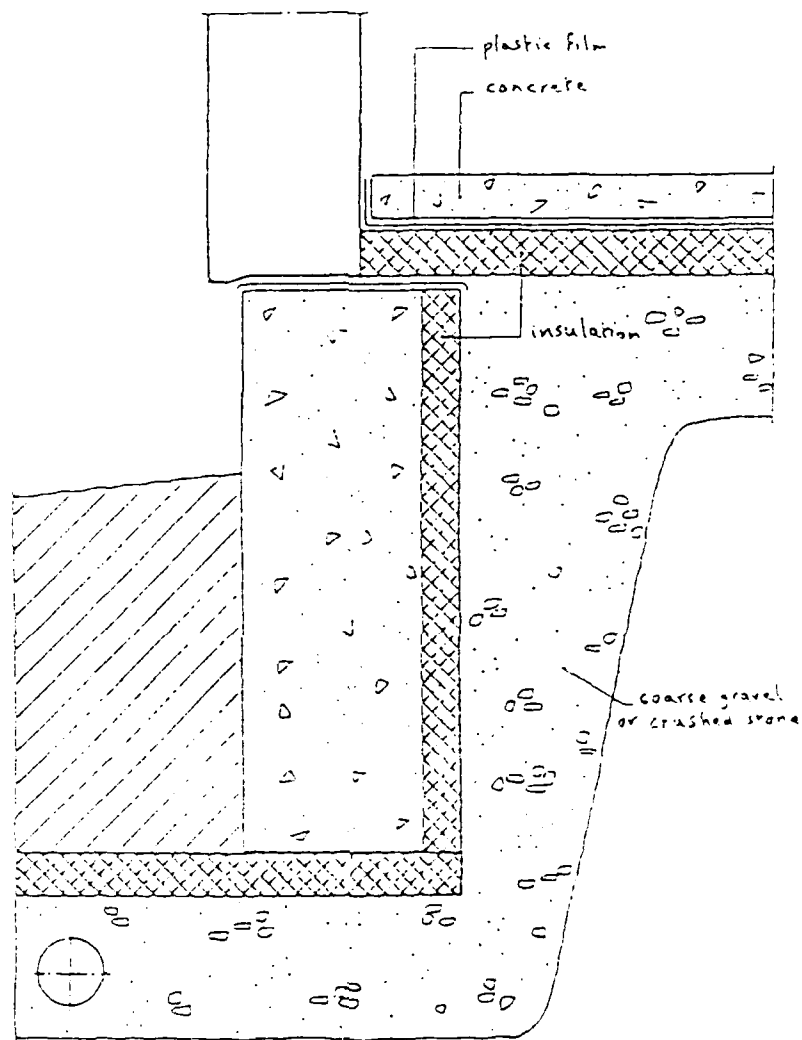 plastic film
concrete
insulation
coarse gravel
or crushed stone